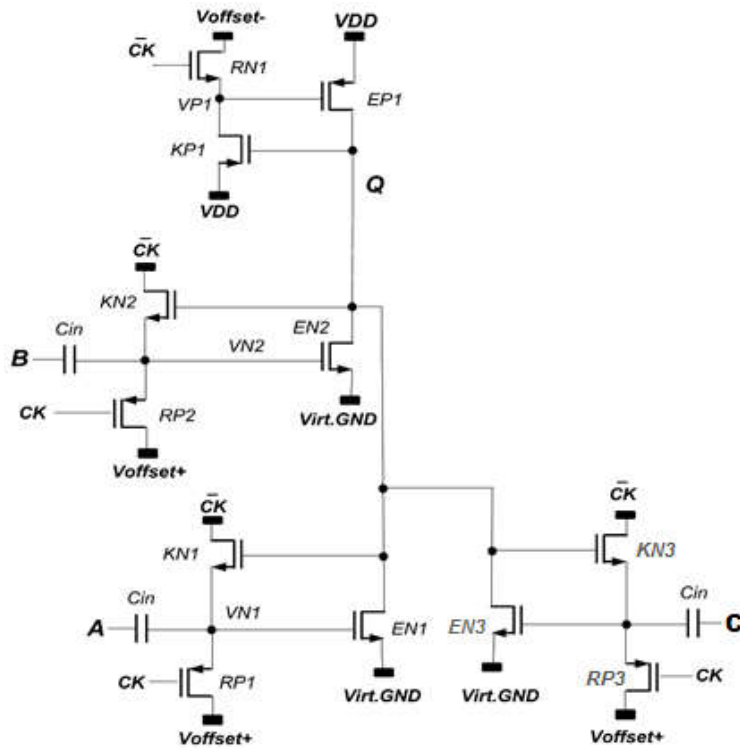 Voffset-
VDD
C̅K̅
RN1
VP1
EP1
KP1
VDD
Q
C̅K̅
KN2
Cin
B
VN2
EN2
CK
RP2
Virt.GND
Voffset+
C̅K̅
KN1
C̅K̅
KN3
Cin
A
VN1
EN1
EN3
Cin
C
CK
RP1
Virt.GND
Virt.GND
RP3
CK
Voffset+
Voffset+